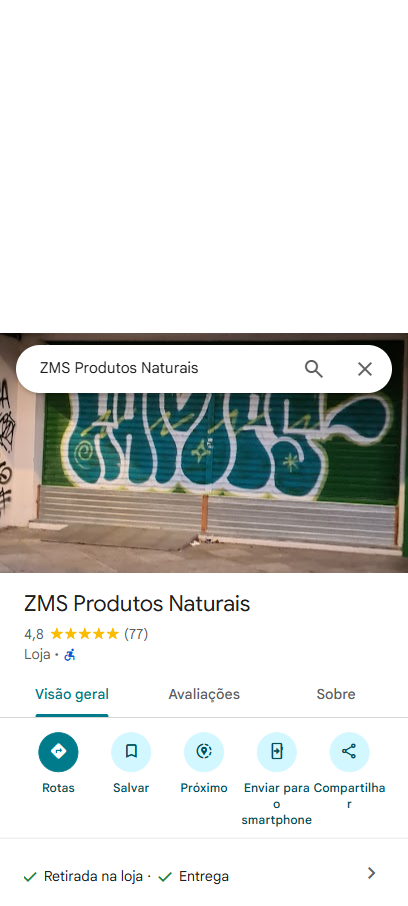 ZMS Produtos Naturais
ZMS Produtos Naturais
4,8 (77)
Loja ·
Visão geral Avaliações Sobre
Rotas Salvar Próximo Enviar para o smartphone Compartilhar
Retirada na loja · Entrega